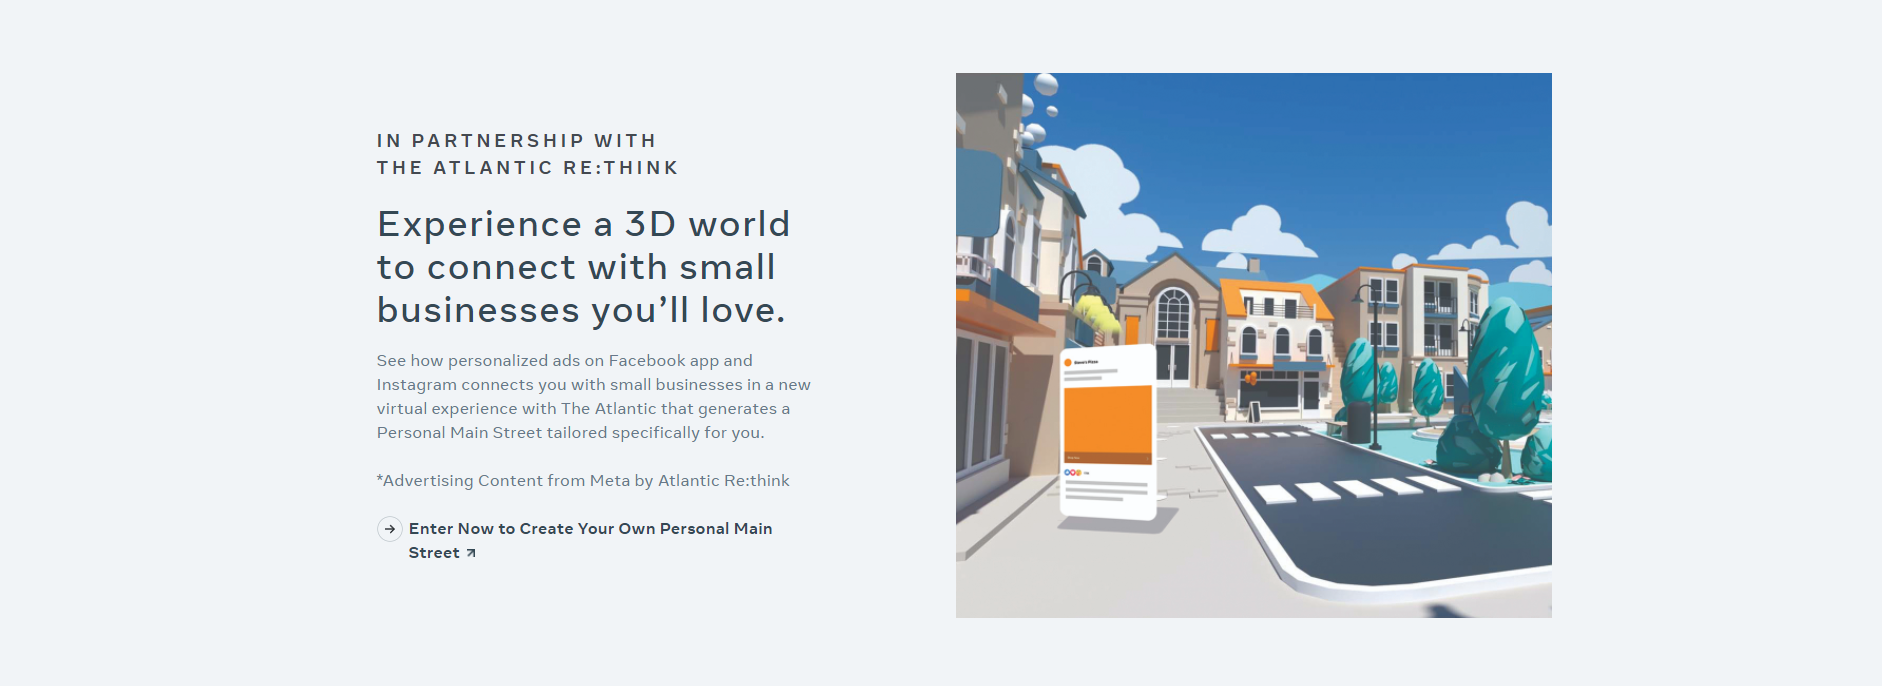 IN PARTNERSHIP WITH
THE ATLANTIC RE:THINK
Experience a 3D world
to connect with small
businesses you’ll love.
See how personalized ads on Facebook app and
Instagram connects you with small businesses in a new
virtual experience with The Atlantic that generates a
Personal Main Street tailored specifically for you.
*Advertising Content from Meta by Atlantic Re:think
Enter Now to Create Your Own Personal Main
Street